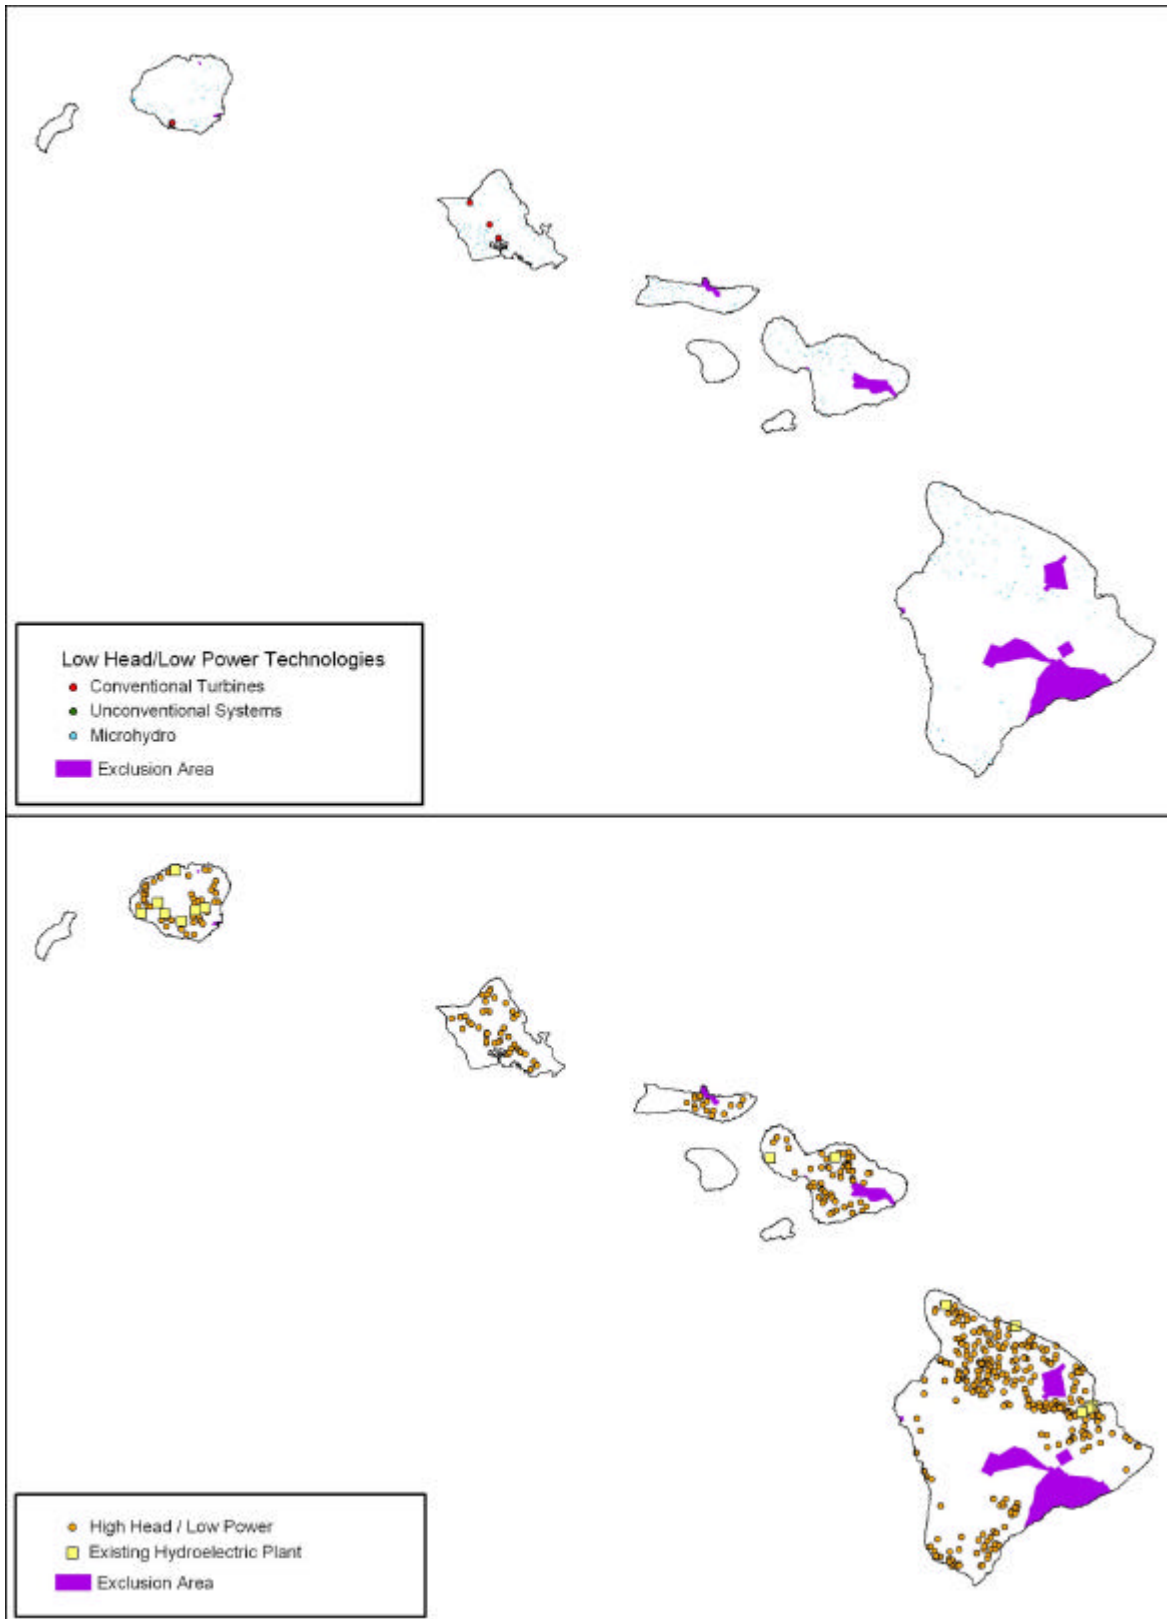 Low Head/Low Power Technologies
Conventional Turbines
Unconventional Systems
Microhydro
Exclusion Area
High Head / Low Power
Existing Hydroelectric Plant
Exclusion Area